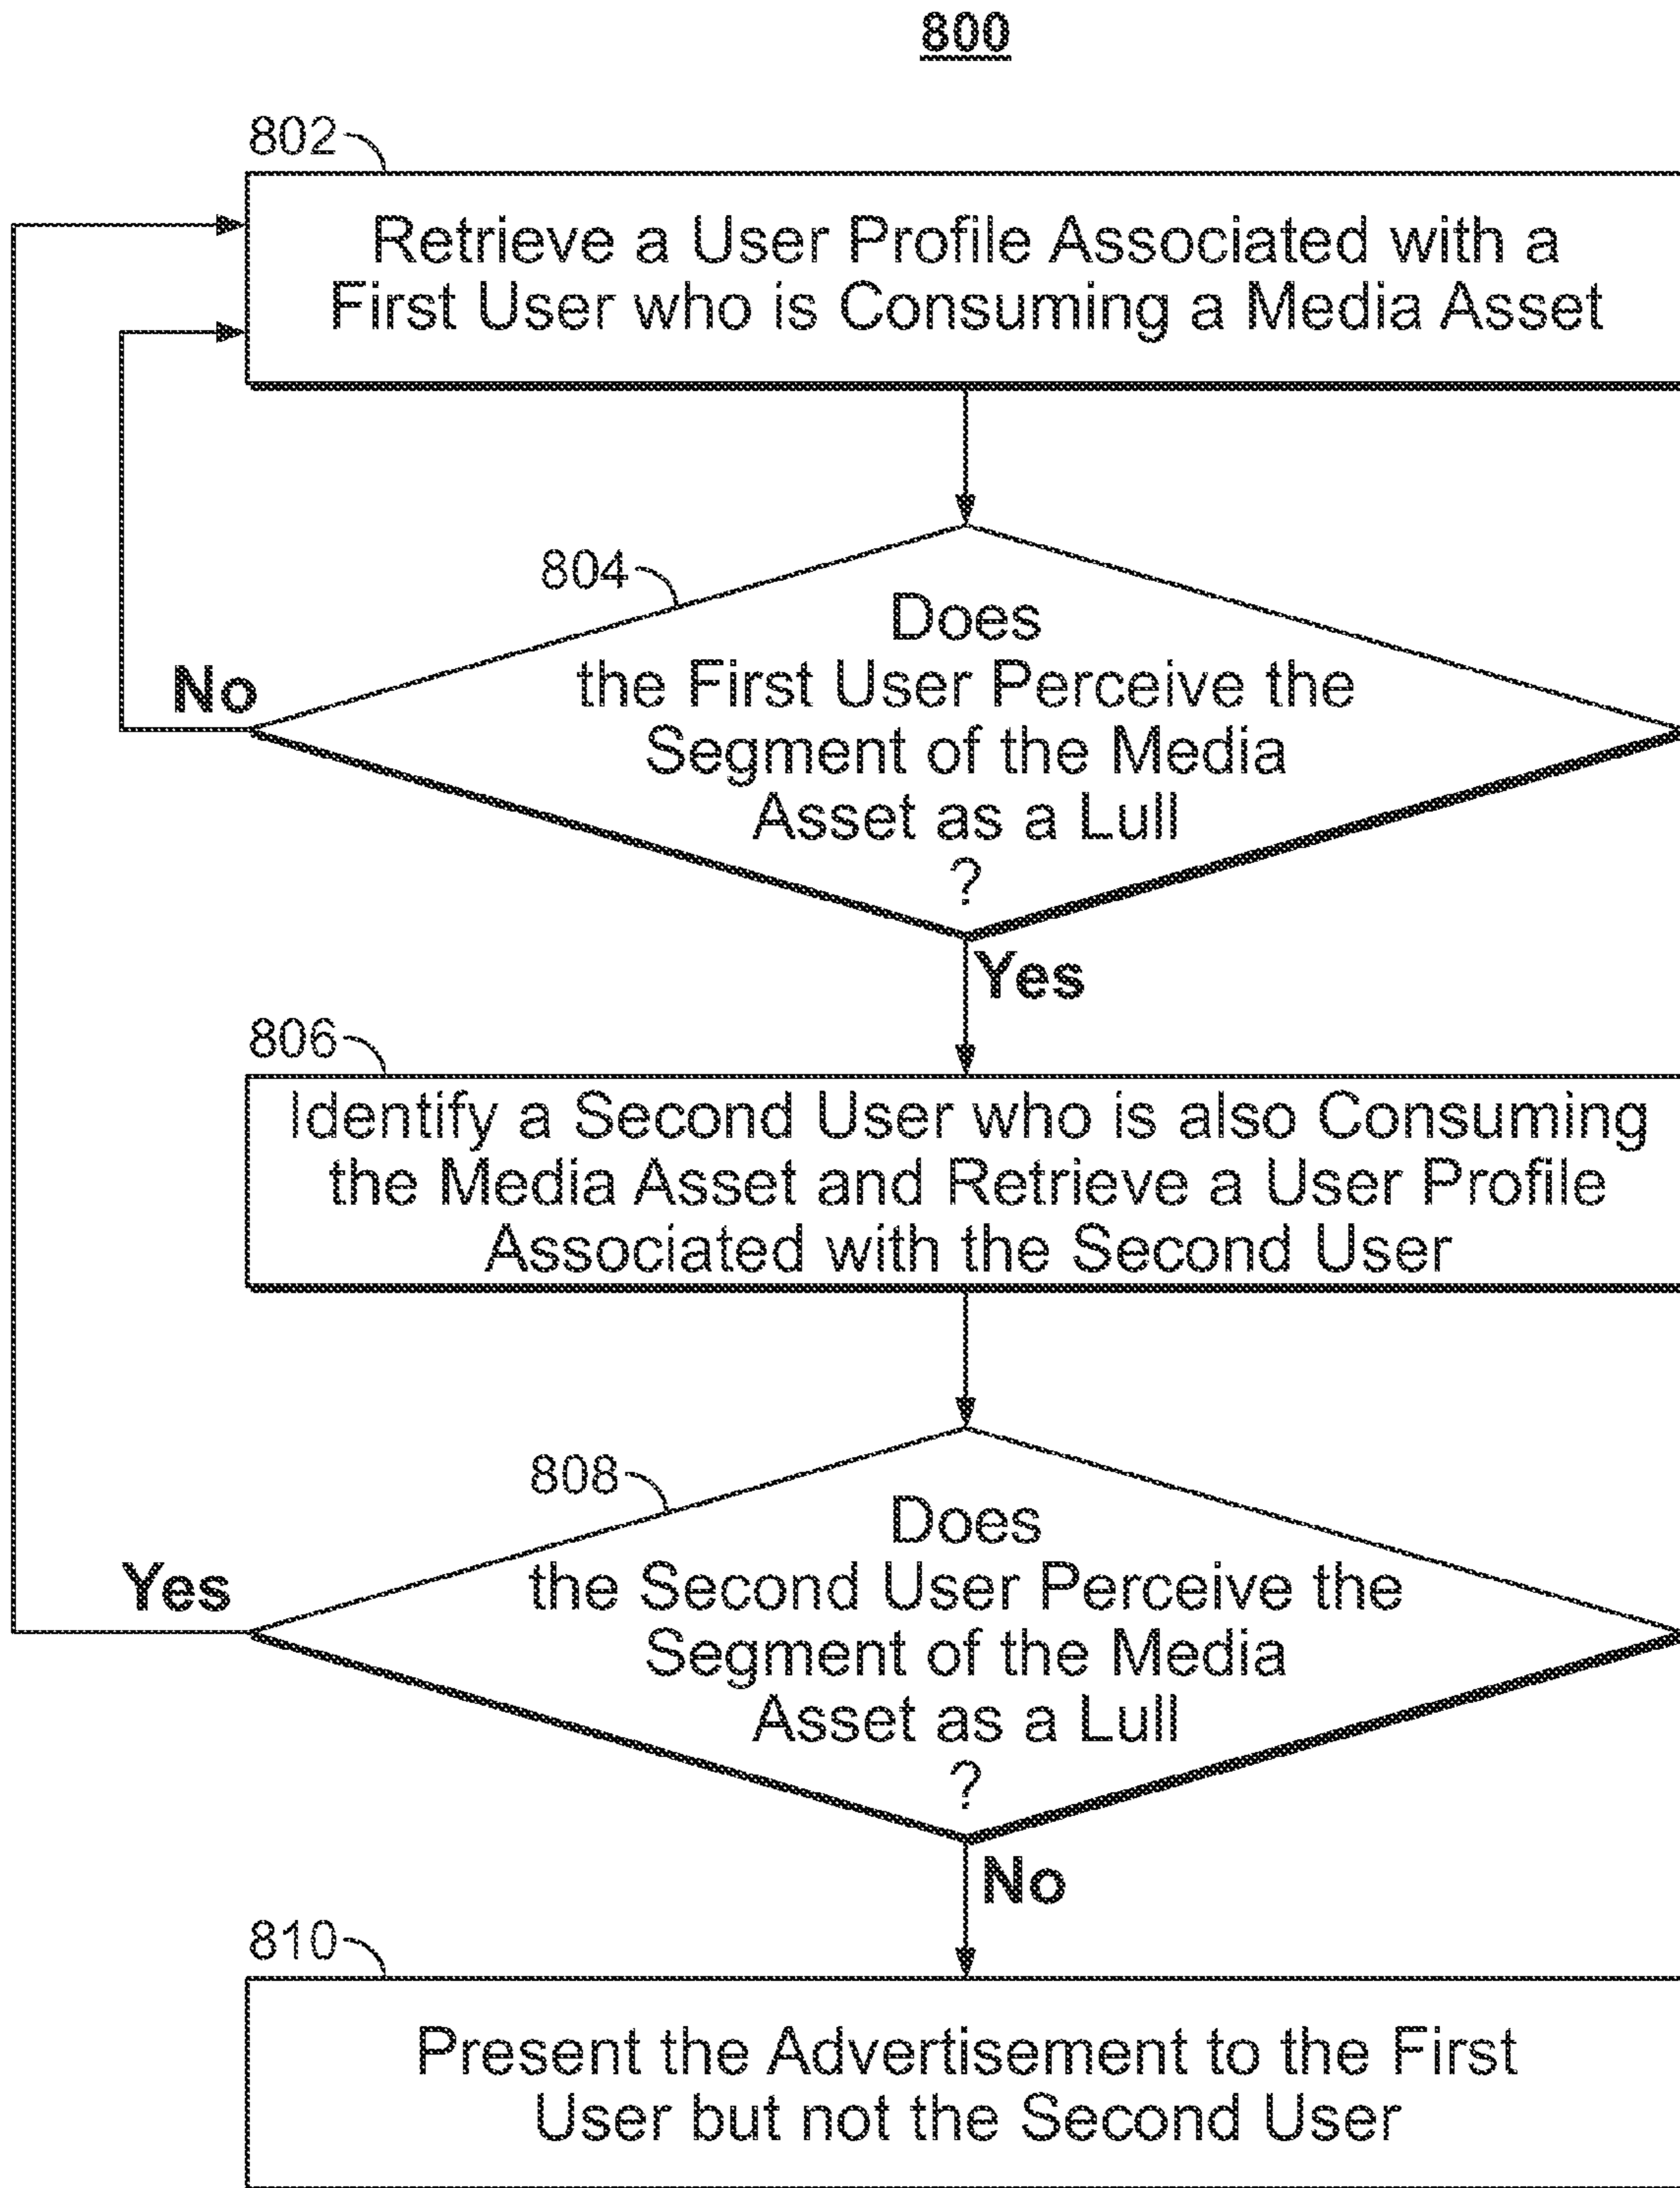 800
802
Retrieve a User Profile Associated with a
First User who is Consuming a Media Asset
804
Does
the First User Perceive the
Segment of the Media
Asset as a Lull
?
No
Yes
806
Identify a Second User who is also Consuming
the Media Asset and Retrieve a User Profile
Associated with the Second User
808
Does
the Second User Perceive the
Segment of the Media
Asset as a Lull
?
Yes
No
810
Present the Advertisement to the First
User but not the Second User